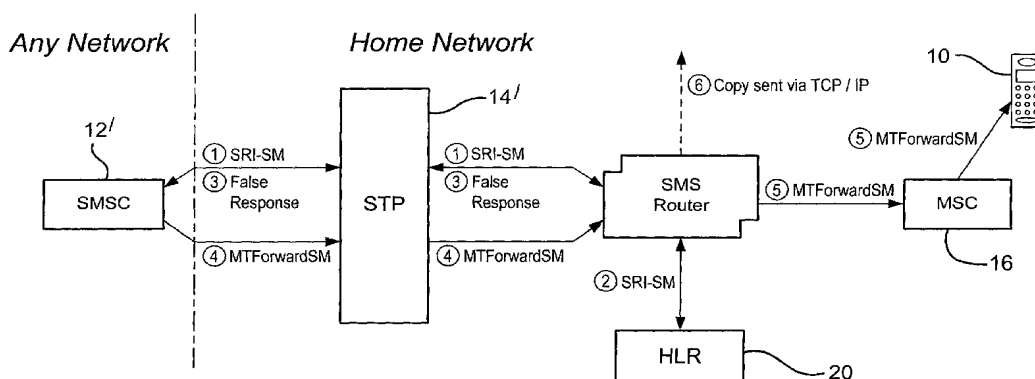 Any Network
Home Network
12/
14/
10
⑥ Copy sent via TCP / IP
⑤ MTForwardSM
① SRI-SM
③ False
Response
① SRI-SM
③ False
Response
SMSC
STP
SMS
Router
⑤ MTForwardSM
MSC
④ MTForwardSM
④ MTForwardSM
16
② SRI-SM
HLR
20